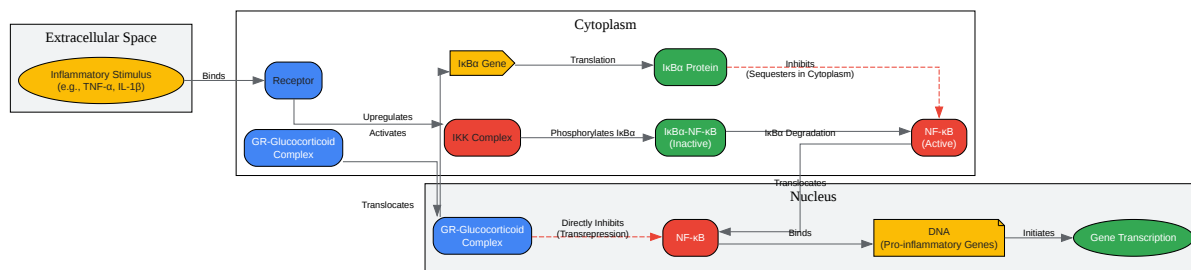 Cytoplasm
Extracellular Space
Inflammatory Stimulus
(e.g., TNF-α, IL-1β)
Binds
Receptor
IκBα Gene
Translation
IκBα Protein
Inhibits
(Sequesters in Cytoplasm)
Upregulates
Activates
GR-Glucocorticoid
Complex
IKK Complex
Phosphorylates IκBα
IκBα-NF-κB
(Inactive)
IκBα Degradation
NF-κB
(Active)
Translocates
Nucleus
Translocates
GR-Glucocorticoid
Complex
Directly Inhibits
(Transrepression)
NF-κB
Binds
DNA
(Pro-inflammatory Genes)
Initiates
Gene Transcription